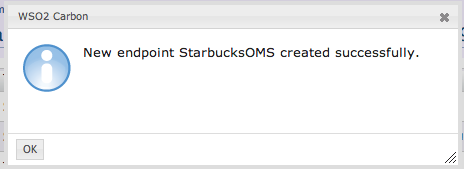 WSO2 Carbon
New endpoint StarbucksOMS created successfully.
OK